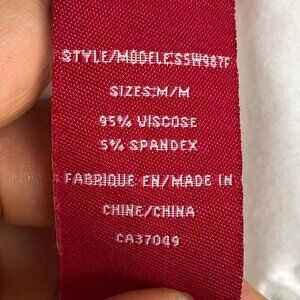 STYLE/MODELE:S5W987F
SIZES:M/M
95% VISCOSE
5% SPANDEX
FABRIQUE EN/MADE IN
CHINE/CHINA
CA37049